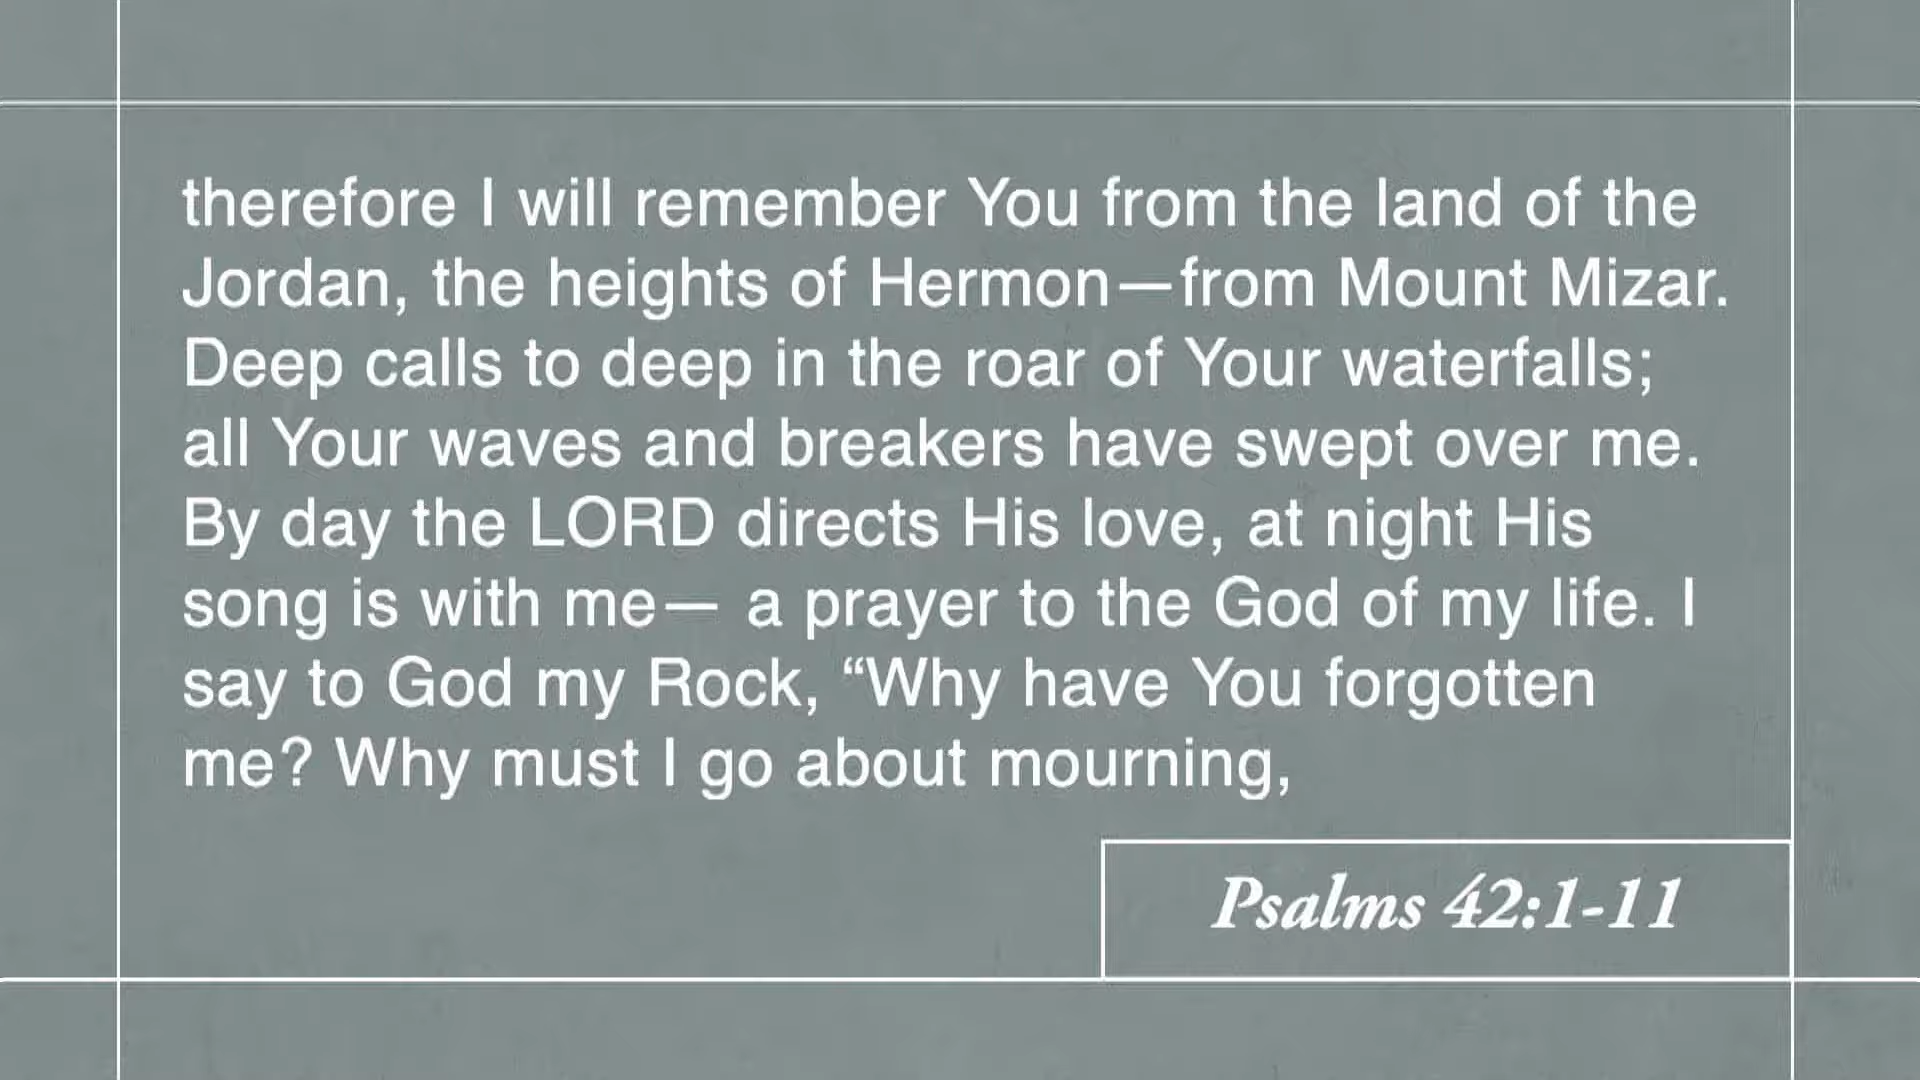 therefore I will remember You from the land of the
Jordan, the heights of Hermon—from Mount Mizar.
Deep calls to deep in the roar of Your waterfalls;
all Your waves and breakers have swept over me.
By day the LORD directs His love, at night His
song is with me— a prayer to the God of my life. I
say to God my Rock, “Why have You forgotten
me? Why must I go about mourning,
Psalms 42:1-11